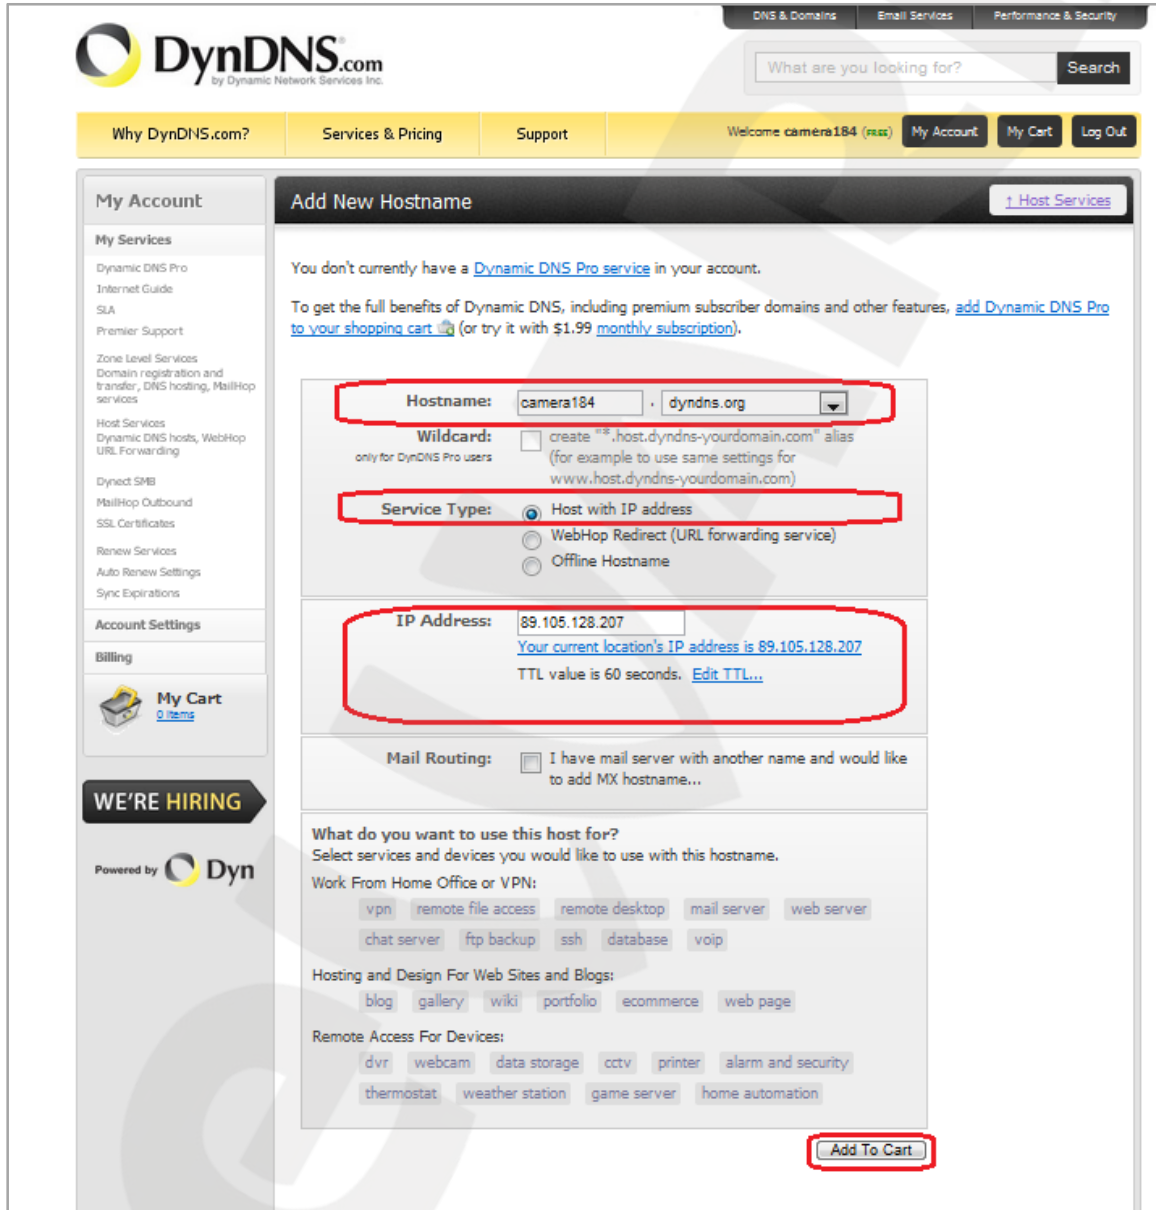 DNS & Domains Email Services Performance & Security
DynDNS.com
by Dynamic Network Services Inc.
What are you looking for? Search
Why DynDNS.com? Services & Pricing Support Welcome camera184 (FREE) My Account My Cart Log Out
My Account
My Services
Dynamic DNS Pro
Internet Guide
SLA
Premier Support
Zone Level Services
Domain registration and
transfer, DNS hosting, MailHop
services
Host Services
Dynamic DNS hosts, WebHop
URL Forwarding
Dynect SMB
MailHop Outbound
SSL Certificates
Renew Services
Auto Renew Settings
Sync Expirations
Account Settings
Billing
My Cart
0 items
WE'RE HIRING
Powered by Dyn
Add New Hostname ↑ Host Services
You don't currently have a Dynamic DNS Pro service in your account.
To get the full benefits of Dynamic DNS, including premium subscriber domains and other features, add Dynamic DNS Pro
to your shopping cart (or try it with $1.99 monthly subscription).
Hostname: camera184 . dyndns.org
Wildcard: create "*.host.dyndns-yourdomain.com" alias
only for DynDNS Pro users (for example to use same settings for
www.host.dyndns-yourdomain.com)
Service Type: Host with IP address
WebHop Redirect (URL forwarding service)
Offline Hostname
IP Address: 89.105.128.207
Your current location's IP address is 89.105.128.207
TTL value is 60 seconds. Edit TTL...
Mail Routing: I have mail server with another name and would like
to add MX hostname...
What do you want to use this host for?
Select services and devices you would like to use with this hostname.
Work From Home Office or VPN:
vpn remote file access remote desktop mail server web server
chat server ftp backup ssh database voip
Hosting and Design For Web Sites and Blogs:
blog gallery wiki portfolio ecommerce web page
Remote Access For Devices:
dvr webcam data storage cctv printer alarm and security
thermostat weather station game server home automation
Add To Cart